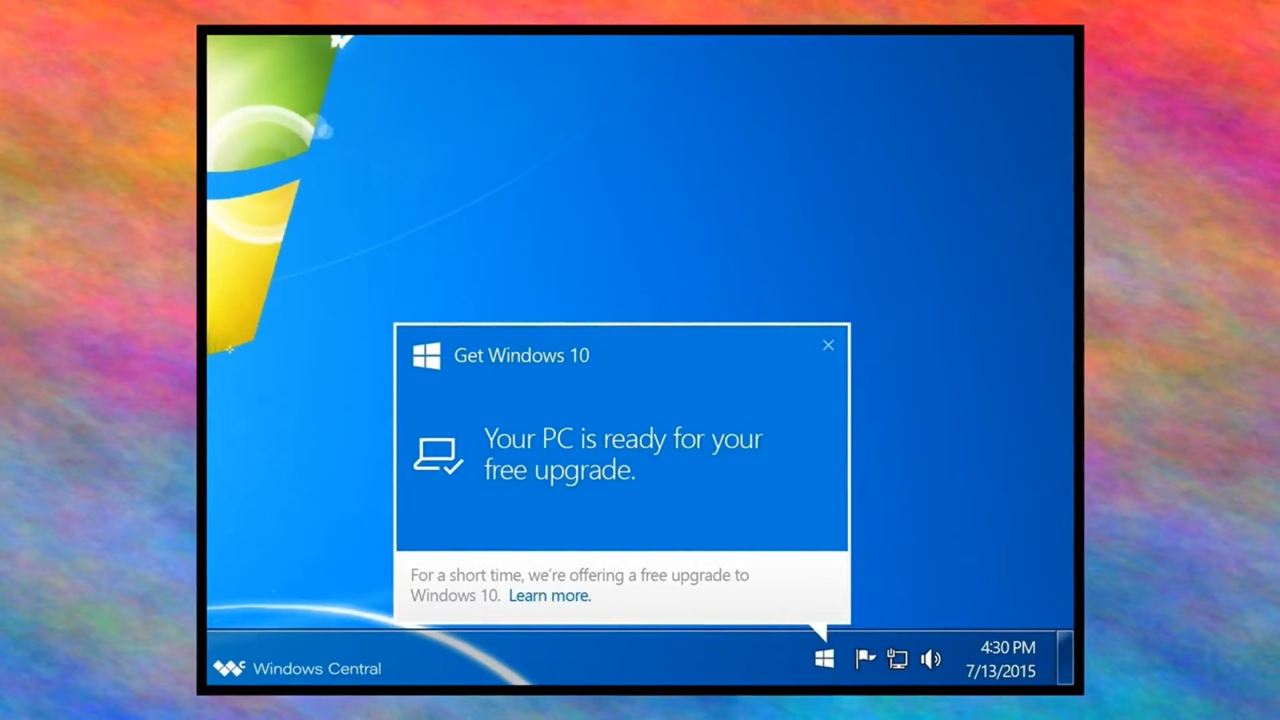 Get Windows 10
Your PC is ready for your
free upgrade.
For a short time, we're offering a free upgrade to
Windows 10. Learn more.
4:30 PM
7/13/2015
Windows Central